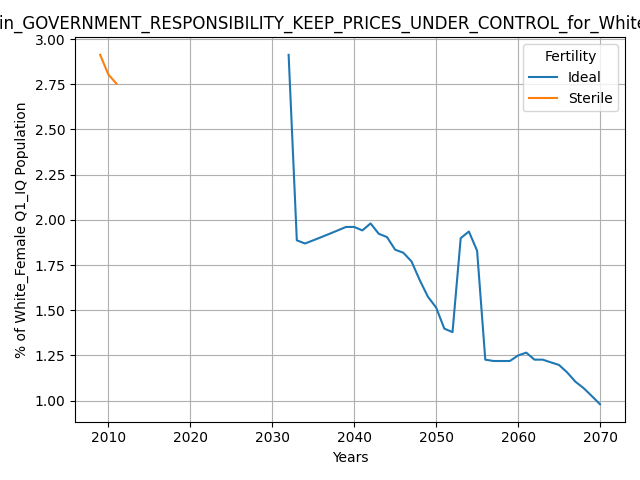 in_GOVERNMENT_RESPONSIBILITY_KEEP_PRICES_UNDER_CONTROL_for_White
3.00
2.75
2.50
2.25
2.00
1.75
1.50
1.25
1.00
% of White_Female Q1_IQ Population
Fertility
Ideal
Sterile
2010 2020 2030 2040 2050 2060 2070
Years